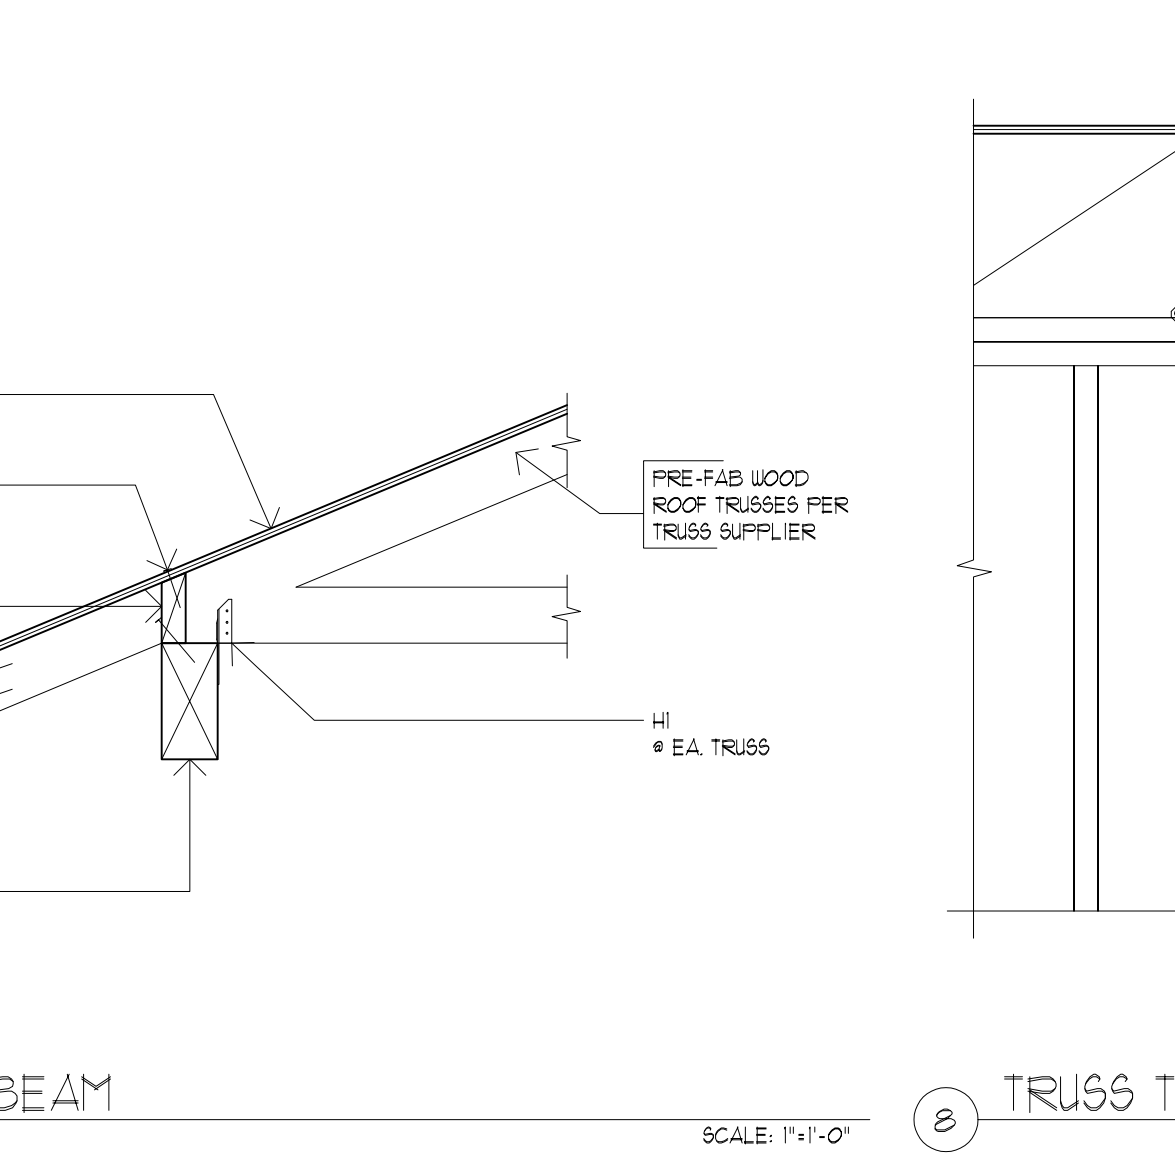 PRE-FAB WOOD
ROOF TRUSSES PER
TRUSS SUPPLIER
H1
@ EA. TRUSS
BEAM
SCALE: 1"=1'-0"
8
TRUSS T